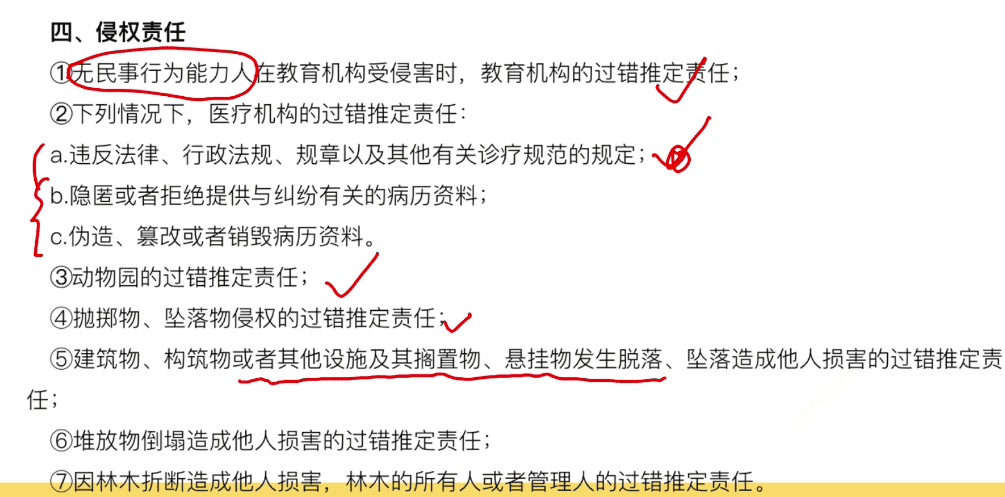 四、侵权责任
①无民事行为能力人在教育机构受侵害时，教育机构的过错推定责任；
②下列情况下，医疗机构的过错推定责任：
a.违反法律、行政法规、规章以及其他有关诊疗规范的规定；
b.隐匿或者拒绝提供与纠纷有关的病历资料；
c.伪造、篡改或者销毁病历资料。
③动物园的过错推定责任；
④抛掷物、坠落物侵权的过错推定责任；
⑤建筑物、构筑物或者其他设施及其搁置物、悬挂物发生脱落、坠落造成他人损害的过错推定责
任；
⑥堆放物倒塌造成他人损害的过错推定责任；
⑦因林木折断造成他人损害，林木的所有人或者管理人的过错推定责任。